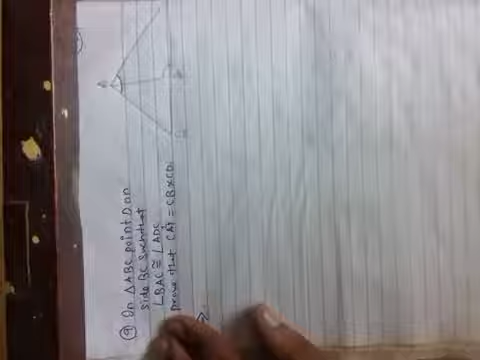 (9) In △ABC point D on
side BC such that
∠BAC ≅ ∠ADC
prove that CA² = CB×CD.
A
D